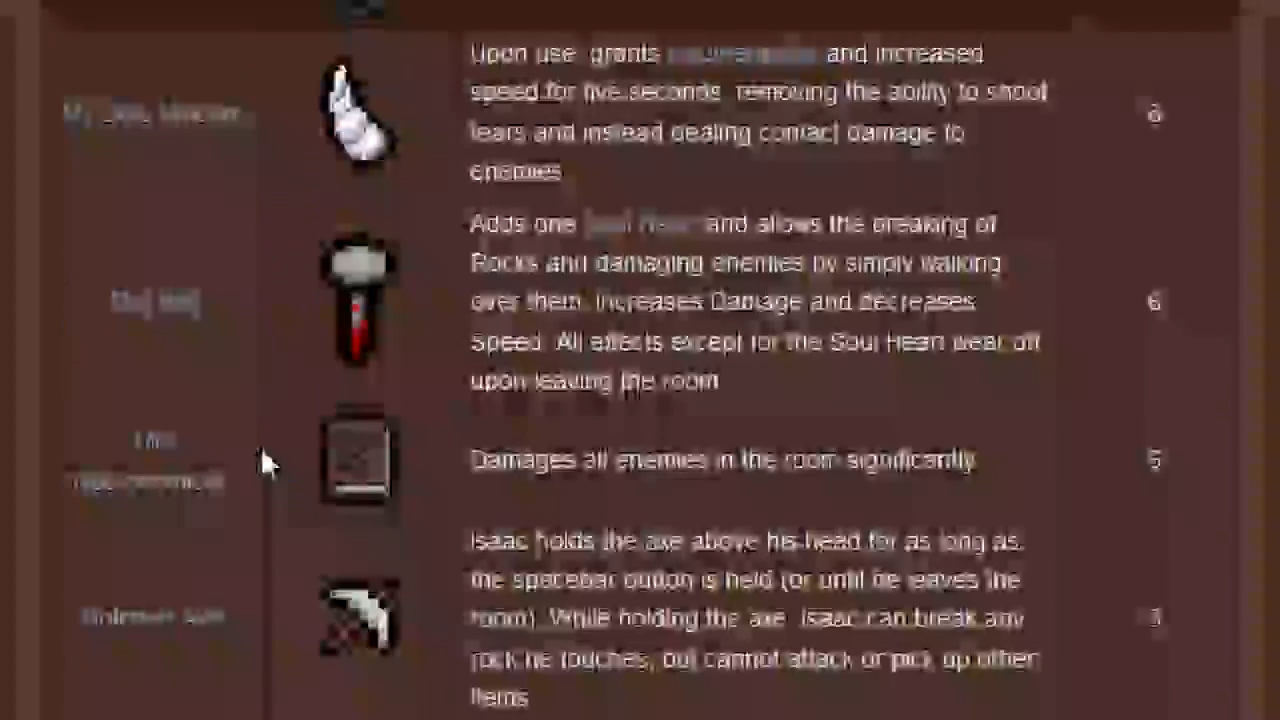 Upon use, grants and increased
speed for five seconds, removing the ability to shoot
tears and instead dealing contact damage to
enemies
6
Adds one Soul Heart and allows the breaking of
Rocks and damaging enemies by simply walking
over them. Increases Damage and decreases
Speed. All affects except for the Soul Heart wear off
upon leaving the room
6
Damages all enemies in the room significantly.
5
Isaac holds the axe above his head for as long as
the spacebar button is held (or until he leaves the
room). While holding the axe, Isaac can break any
rock he touches, but cannot attack or pick up other
items